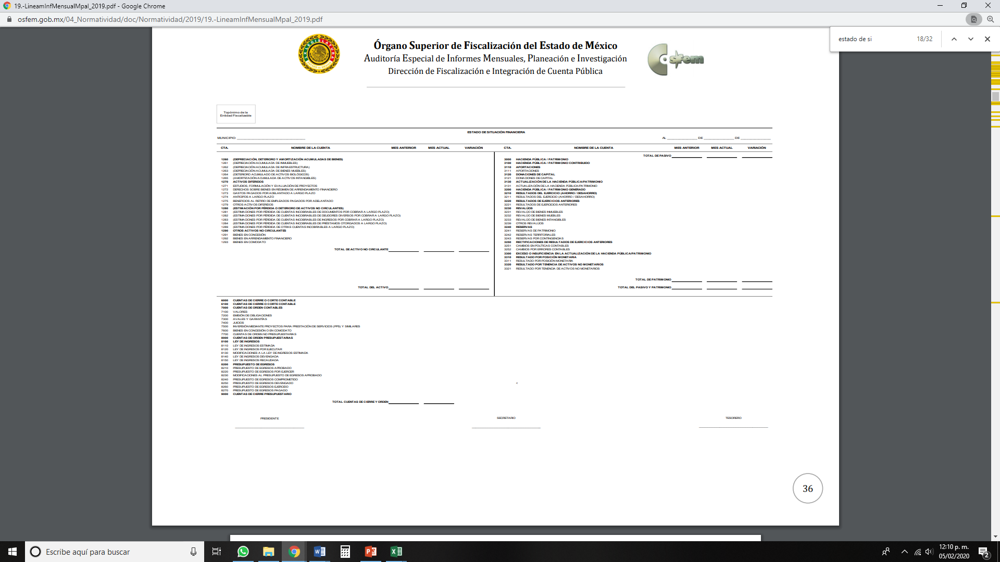 19.-LineamInfMensualMpal_2019.pdf - Google Chrome
osfem.gob.mx/04_Normatividad/doc/Normatividad/2019/19.-LineamInfMensualMpal_2019.pdf
estado de si 18/32
Órgano Superior de Fiscalización del Estado de México
Auditoría Especial de Informes Mensuales, Planeación e Investigación
Dirección de Fiscalización e Integración de Cuenta Pública
LX LEGISLATURA
osfem
Topónimo de la
Entidad Fiscalizable
ESTADO DE SITUACIÓN FINANCIERA
MUNICIPIO: AL DE DE
CTA. NOMBRE DE LA CUENTA MES ANTERIOR MES ACTUAL VARIACIÓN
1260 (DEPRECIACIÓN, DETERIORO Y AMORTIZACIÓN ACUMULADAS DE BIENES)
1261 (DEPRECIACIÓN ACUMULADA DE INMUEBLES)
1262 (DEPRECIACIÓN ACUMULADA DE INFRAESTRUCTURA)
1263 (DEPRECIACIÓN ACUMULADA DE BIENES MUEBLES)
1264 (DETERIORO ACUMULADO DE ACTIVOS BIOLÓGICOS)
1265 (AMORTIZACIÓN ACUMULADA DE ACTIVOS INTANGIBLES)
1270 ACTIVOS DIFERIDOS
1271 ESTUDIOS, FORMULACIÓN Y EVALUACIÓN DE PROYECTOS
1272 DERECHOS SOBRE BIENES EN RÉGIMEN DE ARRENDAMIENTO FINANCIERO
1273 GASTOS PAGADOS POR ADELANTADO A LARGO PLAZO
1274 ANTICIPOS A LARGO PLAZO
1275 BENEFICIOS AL RETIRO DE EMPLEADOS PAGADOS POR ADELANTADO
1279 OTROS ACTIVOS DIFERIDOS
1280 (ESTIMACIÓN POR PÉRDIDA O DETERIORO DE ACTIVOS NO CIRCULANTES)
1281 (ESTIMACIONES POR PÉRDIDA DE CUENTAS INCOBRABLES DE DOCUMENTOS POR COBRAR A LARGO PLAZO)
1282 (ESTIMACIONES POR PÉRDIDA DE CUENTAS INCOBRABLES DE DEUDORES DIVERSOS POR COBRAR A LARGO PLAZO)
1283 (ESTIMACIONES POR PÉRDIDA DE CUENTAS INCOBRABLES DE INGRESOS POR COBRAR A LARGO PLAZO)
1284 (ESTIMACIONES POR PÉRDIDA DE CUENTAS INCOBRABLES DE PRÉSTAMOS OTORGADOS A LARGO PLAZO)
1289 (ESTIMACIONES POR PÉRDIDA DE OTRAS CUENTAS INCOBRABLES A LARGO PLAZO)
1290 OTROS ACTIVOS NO CIRCULANTES
1291 BIENES EN CONCESIÓN
1292 BIENES EN ARRENDAMIENTO FINANCIERO
1293 BIENES EN COMODATO
TOTAL DE ACTIVO NO CIRCULANTE
TOTAL DEL ACTIVO
CTA. NOMBRE DE LA CUENTA MES ANTERIOR MES ACTUAL VARIACIÓN
TOTAL DE PASIVO
3000 HACIENDA PÚBLICA / PATRIMONIO
3100 HACIENDA PÚBLICA / PATRIMONIO CONTRIBUIDO
3110 APORTACIONES
3111 APORTACIONES
3120 DONACIONES DE CAPITAL
3121 DONACIONES DE CAPITAL
3130 ACTUALIZACIÓN DE LA HACIENDA PÚBLICA/PATRIMONIO
3131 ACTUALIZACIÓN DE LA HACIENDA PÚBLICA/PATRIMONIO
3200 HACIENDA PÚBLICA / PATRIMONIO GENERADO
3210 RESULTADOS DEL EJERCICIO (AHORRO / DESAHORRO)
3211 RESULTADOS DEL EJERCICIO (AHORRO / DESAHORRO)
3220 RESULTADOS DE EJERCICIOS ANTERIORES
3221 RESULTADOS DE EJERCICIOS ANTERIORES
3230 REVALÚOS
3231 REVALÚO DE BIENES INMUEBLES
3232 REVALÚO DE BIENES MUEBLES
3233 REVALÚO DE BIENES INTANGIBLES
3239 OTROS REVALÚOS
3240 RESERVAS
3241 RESERVAS DE PATRIMONIO
3242 RESERVAS TERRITORIALES
3243 RESERVAS POR CONTINGENCIAS
3250 RECTIFICACIONES DE RESULTADOS DE EJERCICIOS ANTERIORES
3251 CAMBIOS EN POLÍTICAS CONTABLES
3252 CAMBIOS POR ERRORES CONTABLES
3300 EXCESO O INSUFICIENCIA EN LA ACTUALIZACIÓN DE LA HACIENDA PÚBLICA/PATRIMONIO
3310 RESULTADO POR POSICIÓN MONETARIA
3311 RESULTADO POR POSICIÓN MONETARIA
3320 RESULTADO POR TENENCIA DE ACTIVOS NO MONETARIOS
3321 RESULTADO POR TENENCIA DE ACTIVOS NO MONETARIOS
TOTAL DE PATRIMONIO
TOTAL DEL PASIVO Y PATRIMONIO
6000 CUENTAS DE CIERRE O CORTE CONTABLE
6100 CUENTAS DE CIERRE O CORTE CONTABLE
7000 CUENTAS DE ORDEN CONTABLES
7100 VALORES
7200 EMISIÓN DE OBLIGACIONES
7300 AVALES Y GARANTÍAS
7400 JUICIOS
7500 INVERSIÓN MEDIANTE PROYECTOS PARA PRESTACIÓN DE SERVICIOS (PPS) Y SIMILARES
7600 BIENES EN CONCESIÓN O EN COMODATO
7700 CUENTAS DE ORDEN NO PRESUPUESTARIAS
8000 CUENTAS DE ORDEN PRESUPUESTARIAS
8100 LEY DE INGRESOS
8110 LEY DE INGRESOS ESTIMADA
8120 LEY DE INGRESOS POR EJECUTAR
8130 MODIFICACIONES A LA LEY DE INGRESOS ESTIMADA
8140 LEY DE INGRESOS DEVENGADA
8150 LEY DE INGRESOS RECAUDADA
8200 PRESUPUESTO DE EGRESOS
8210 PRESUPUESTO DE EGRESOS APROBADO
8220 PRESUPUESTO DE EGRESOS POR EJERCER
8230 MODIFICACIONES AL PRESUPUESTO DE EGRESOS APROBADO
8240 PRESUPUESTO DE EGRESOS COMPROMETIDO
8250 PRESUPUESTO DE EGRESOS DEVENGADO
8260 PRESUPUESTO DE EGRESOS EJERCIDO
8270 PRESUPUESTO DE EGRESOS PAGADO
9000 CUENTAS DE CIERRE PRESUPUESTARIO
TOTAL CUENTAS DE CIERRE Y ORDEN
PRESIDENTE SECRETARIO TESORERO
36
Escribe aquí para buscar
12:10 p. m.
05/02/2020
2